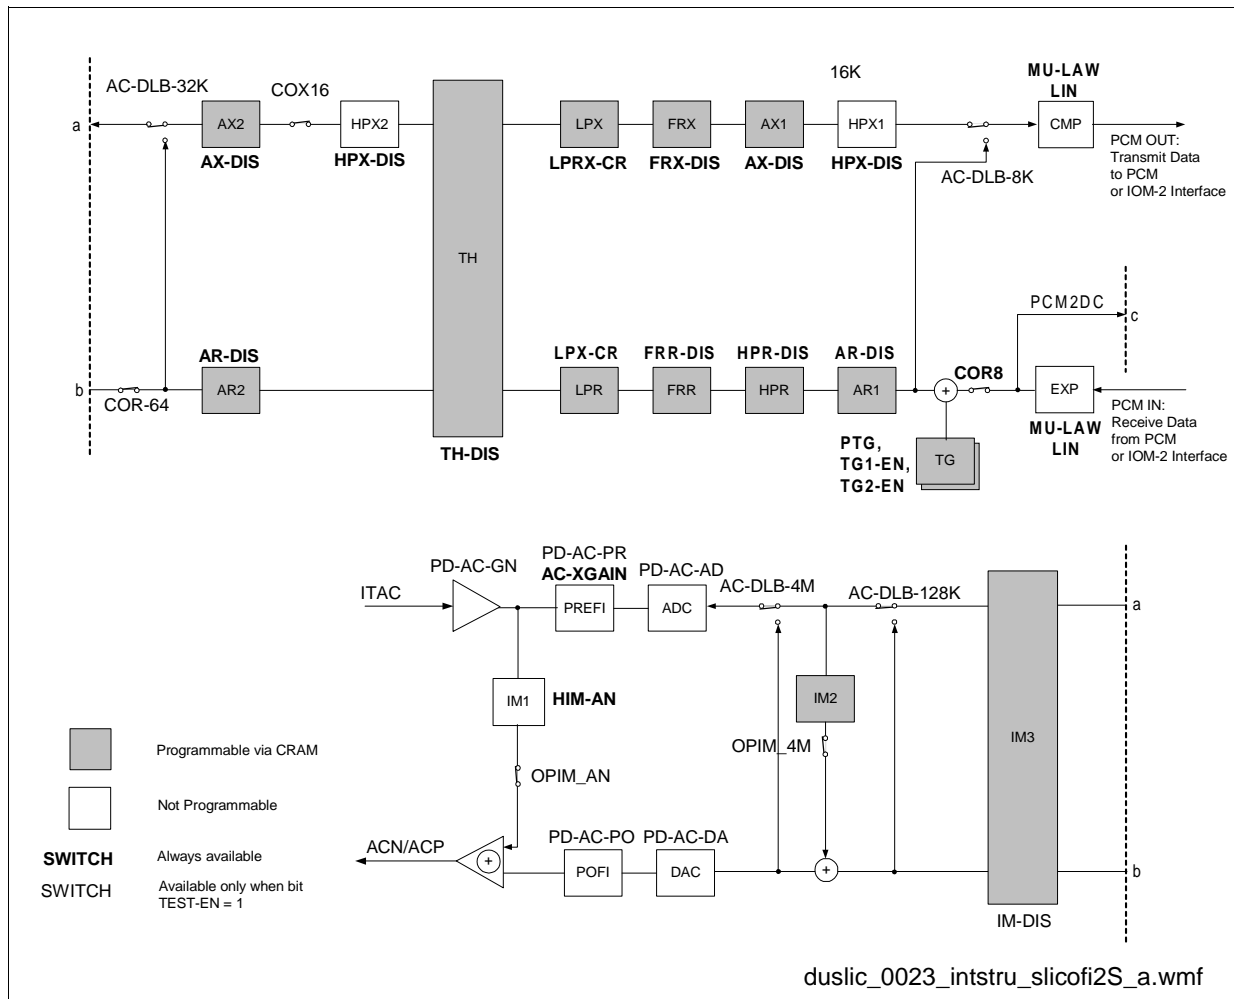 AC-DLB-32K
COX16
16K
MU-LAW
LIN
a
AX2
HPX2
LPX
FRX
AX1
HPX1
CMP
AX-DIS
HPX-DIS
LPRX-CR
FRX-DIS
AX-DIS
HPX-DIS
AC-DLB-8K
PCM OUT:
Transmit Data
to PCM
or IOM-2 Interface
TH
PCM2DC
c
AR-DIS
LPX-CR
FRR-DIS
HPR-DIS
AR-DIS
COR8
b
COR-64
AR2
LPR
FRR
HPR
AR1
+
EXP
TH-DIS
PTG,
TG1-EN,
TG2-EN
TG
MU-LAW
LIN
PCM IN:
Receive Data
from PCM
or IOM-2 Interface
PD-AC-GN
PD-AC-PR
AC-XGAIN
PD-AC-AD
AC-DLB-4M
AC-DLB-128K
ITAC
PREFI
ADC
a
IM1
HIM-AN
IM2
IM3
OPIM_4M
OPIM_AN
Programmable via CRAM
Not Programmable
SWITCH Always available
SWITCH Available only when bit
TEST-EN = 1
ACN/ACP
+
PD-AC-PO
PD-AC-DA
POFI
DAC
+
b
IM-DIS
duslic_0023_intstru_slicofi2S_a.wmf